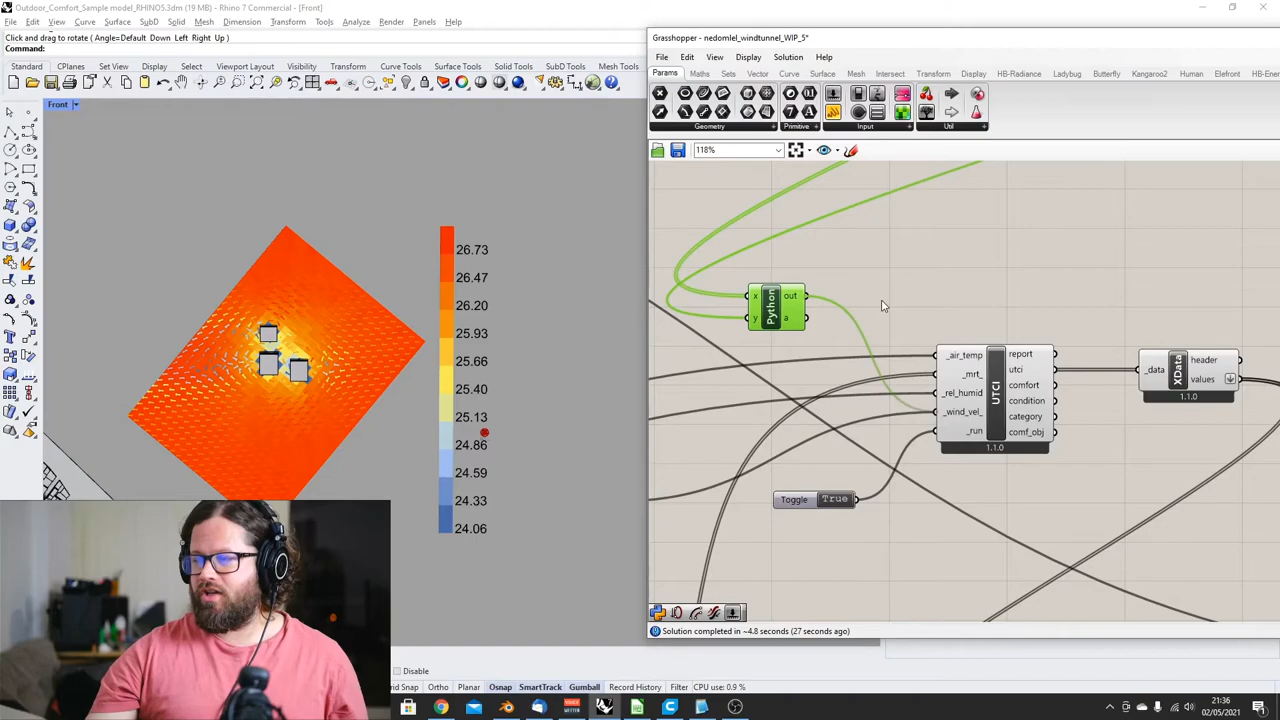 Outdoor_Comfort_Sample model_RHINO5.3dm (19 MB) - Rhino 7 Commercial - [Front]
File Edit View Curve Surface SubD Solid Mesh Dimension Transform Tools Analyze Render Panels Help
Click and drag to rotate ( Angle=Default Down Left Right Up )
Command:
Standard CPlanes Set View Display Select Viewport Layout Visibility Transform Curve Tools Surface Tools Solid Tools SubD Tools Mesh Tools
Front
26.73
26.47
26.20
25.93
25.66
25.40
25.13
24.86
24.59
24.33
24.06
Grasshopper - nedomlel_windtunnel_WIP_5*
File Edit View Display Solution Help
Params Maths Sets Vector Curve Surface Mesh Intersect Transform Display HB-Radiance Ladybug Butterfly Kangaroo2 Human Elefront HB-Ener
Geometry Primitive Input Util
118%
x Python out
y a
_air_temp UTCI report
_mrt_ utci
_rel_humid comfort
_wind_vel_ condition
_run category
comf_obj
1.1.0
_data XData header
values
1.1.0
Toggle True
Solution completed in ~4.8 seconds (27 seconds ago)
Disable
rid Snap Ortho Planar Osnap SmartTrack Gumball Record History Filter CPU use: 0.9 %
21:36
02/05/2021